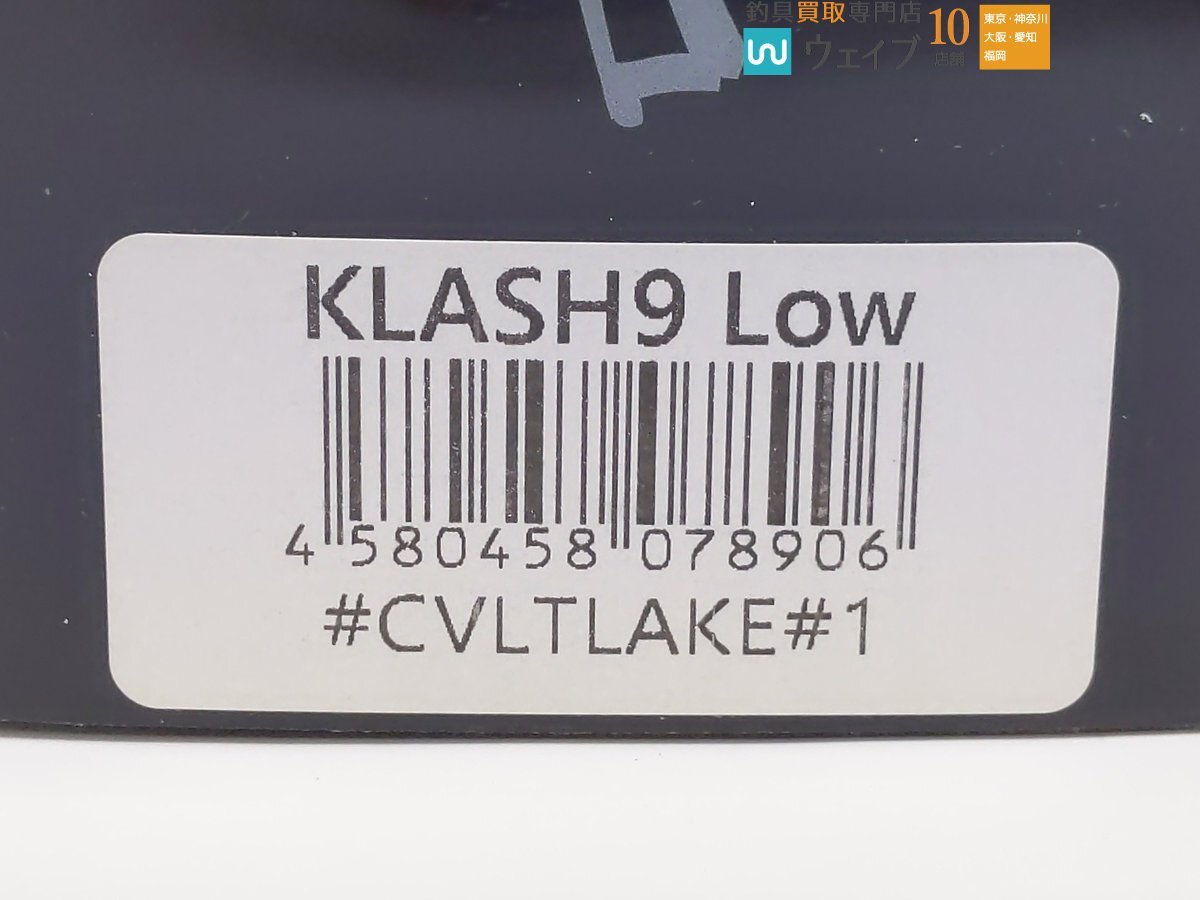 釣具買取専門店
ウェイブ
10
店舗
東京・神奈川
大阪・愛知
福岡
KLASH9 Low
4 580458 078906
#CVLTLAKE#1